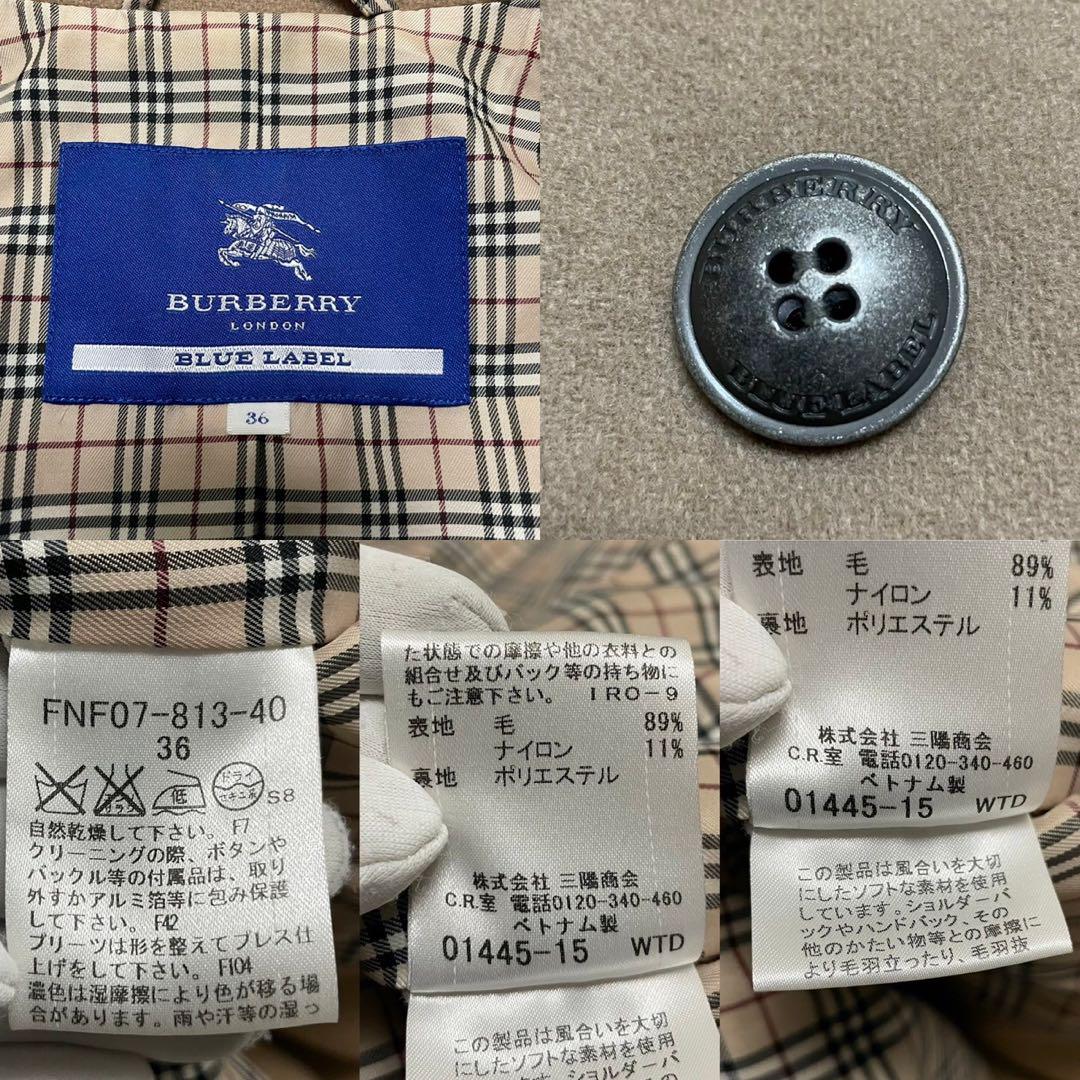 BURBERRY
LONDON
BLUE LABEL
36
BURBERRY
BLUE LABEL
FNF07-813-40
36
低
ドライ
S8
自然乾燥して下さい。 F7
クリーニングの際、ボタンや
バックル等の付属品は、取り
外すかアルミ箔等に包み保護
して下さい。 F42
プリーツは形を整えてプレス仕
上げをして下さい。 F104
濃色は湿摩擦により色が移る場
合があります。雨や汗等の湿っ
た状態での摩擦や他の衣料との
組合せ及びバック等の持ち物に
もご注意下さい。 IRO-9
表地 毛 89%
ナイロン 11%
裏地 ポリエステル
株式会社 三陽商会
C.R.室 電話0120-340-460
ベトナム製
01445-15 WTD
この製品は風合いを大切
にしたソフトな素材を使用
しています。ショルダーバ
表地 毛 89%
ナイロン 11%
裏地 ポリエステル
株式会社 三陽商会
C.R.室 電話0120-340-460
ベトナム製
01445-15 WTD
この製品は風合いを大切
にしたソフトな素材を使用
しています。ショルダーバ
ックやハンドバック、その
他のかたい物等との摩擦に
より毛羽立ったり、毛羽抜